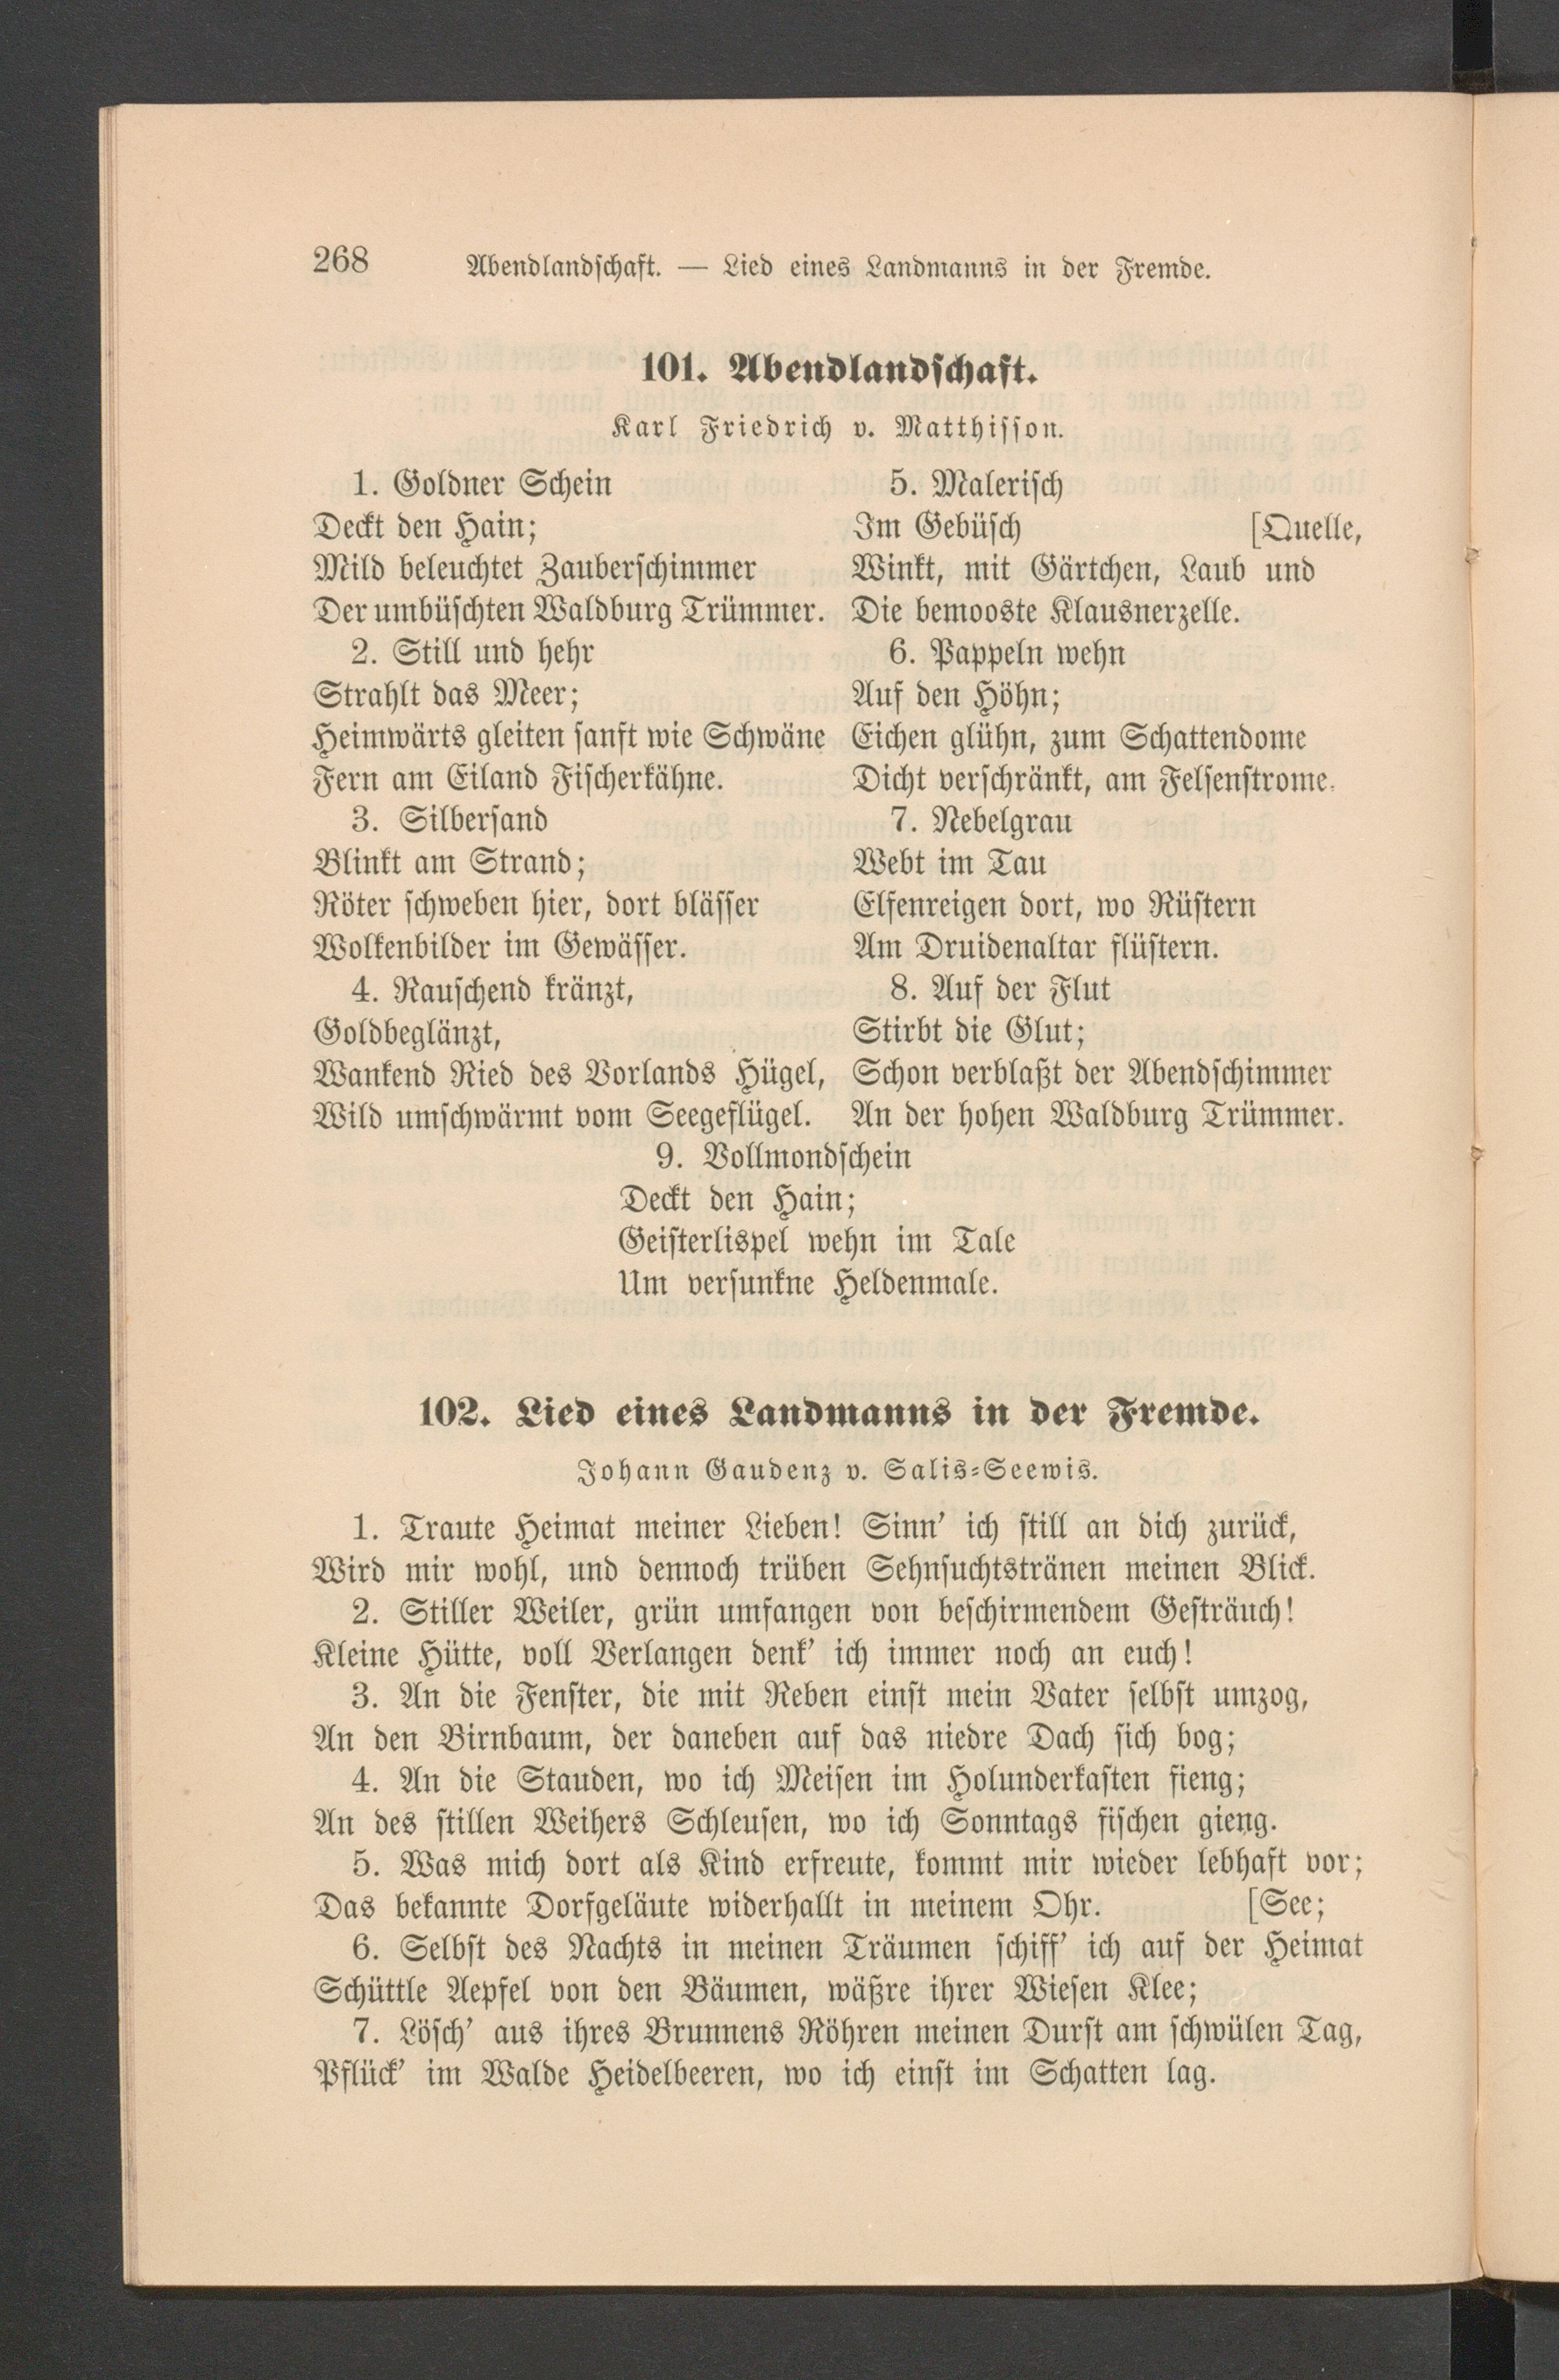 268 Abendlandschaft. — Lied eines Landmanns in der Fremde.
101. Abendlandschaft.
Karl Friedrich v. Matthisson.
1. Goldner Schein
Deckt den Hain;
Mild beleuchtet Zauberschimmer
Der umbüschten Waldburg Trümmer.
2. Still und hehr
Strahlt das Meer;
Heimwärts gleiten sanft wie Schwäne
Fern am Eiland Fischerkähne.
3. Silbersand
Blinkt am Strand;
Röter schweben hier, dort blässer
Wolkenbilder im Gewässer.
4. Rauschend kränzt,
Goldbeglänzt,
Wankend Ried des Vorlands Hügel,
Wild umschwärmt vom Seegeflügel.
5. Malerisch
Im Gebüsch [Quelle,
Winkt, mit Gärtchen, Laub und
Die bemooste Klausnerzelle.
6. Pappeln wehn
Auf den Höhn;
Eichen glühn, zum Schattendome
Dicht verschränkt, am Felsenstrome.
7. Nebelgrau
Webt im Tau
Elfenreigen dort, wo Rüstern
Am Druidenaltar flüstern.
8. Auf der Flut
Stirbt die Glut;
Schon verblaßt der Abendschimmer
An der hohen Waldburg Trümmer.
9. Vollmondschein
Deckt den Hain;
Geisterlispel wehn im Tale
Um versunkne Heldenmale.
102. Lied eines Landmanns in der Fremde.
Johann Gaudenz v. Salis-Seewis.
1. Traute Heimat meiner Lieben! Sinn' ich still an dich zurück,
Wird mir wohl, und dennoch trüben Sehnsuchtstränen meinen Blick.
2. Stiller Weiler, grün umfangen von beschirmendem Gesträuch!
Kleine Hütte, voll Verlangen denk' ich immer noch an euch!
3. An die Fenster, die mit Reben einst mein Vater selbst umzog,
An den Birnbaum, der daneben auf das niedre Dach sich bog;
4. An die Stauden, wo ich Meisen im Holunderkasten fieng;
An des stillen Weihers Schleusen, wo ich Sonntags fischen gieng.
5. Was mich dort als Kind erfreute, kommt mir wieder lebhaft vor;
Das bekannte Dorfgeläute widerhallt in meinem Ohr. [See;
6. Selbst des Nachts in meinen Träumen schiff' ich auf der Heimat
Schüttle Aepfel von den Bäumen, wäßre ihrer Wiesen Klee;
7. Lösch' aus ihres Brunnens Röhren meinen Durst am schwülen Tag,
Pflück' im Walde Heidelbeeren, wo ich einst im Schatten lag.